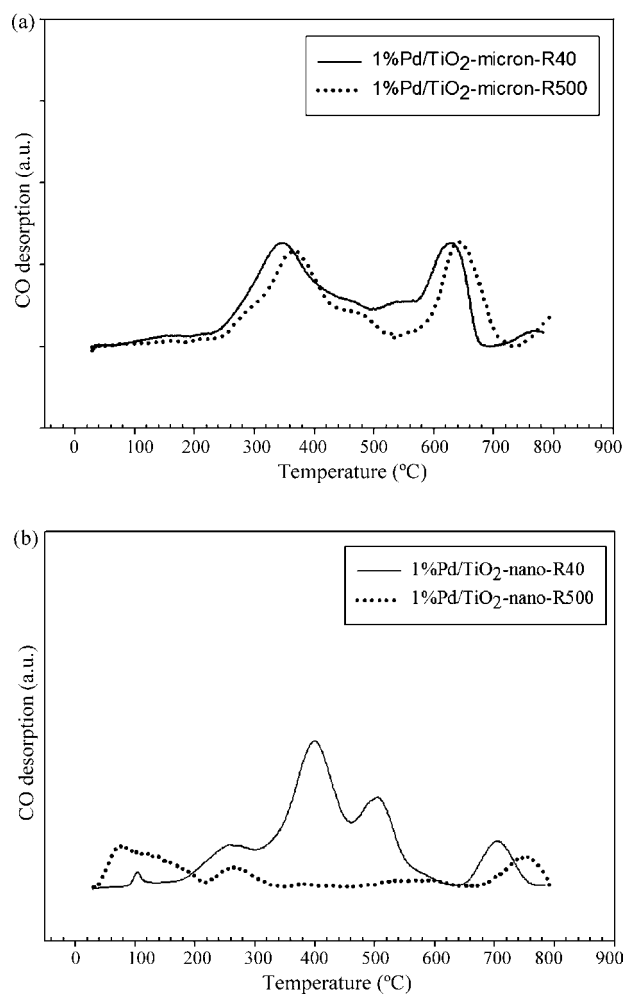 (a)
1%Pd/TiO2-micron-R40
1%Pd/TiO2-micron-R500
CO desorption (a.u.)
0 100 200 300 400 500 600 700 800 900
Temperature (ºC)
(b)
1%Pd/TiO2-nano-R40
1%Pd/TiO2-nano-R500
CO desorption (a.u.)
0 100 200 300 400 500 600 700 800 900
Temperature (ºC)